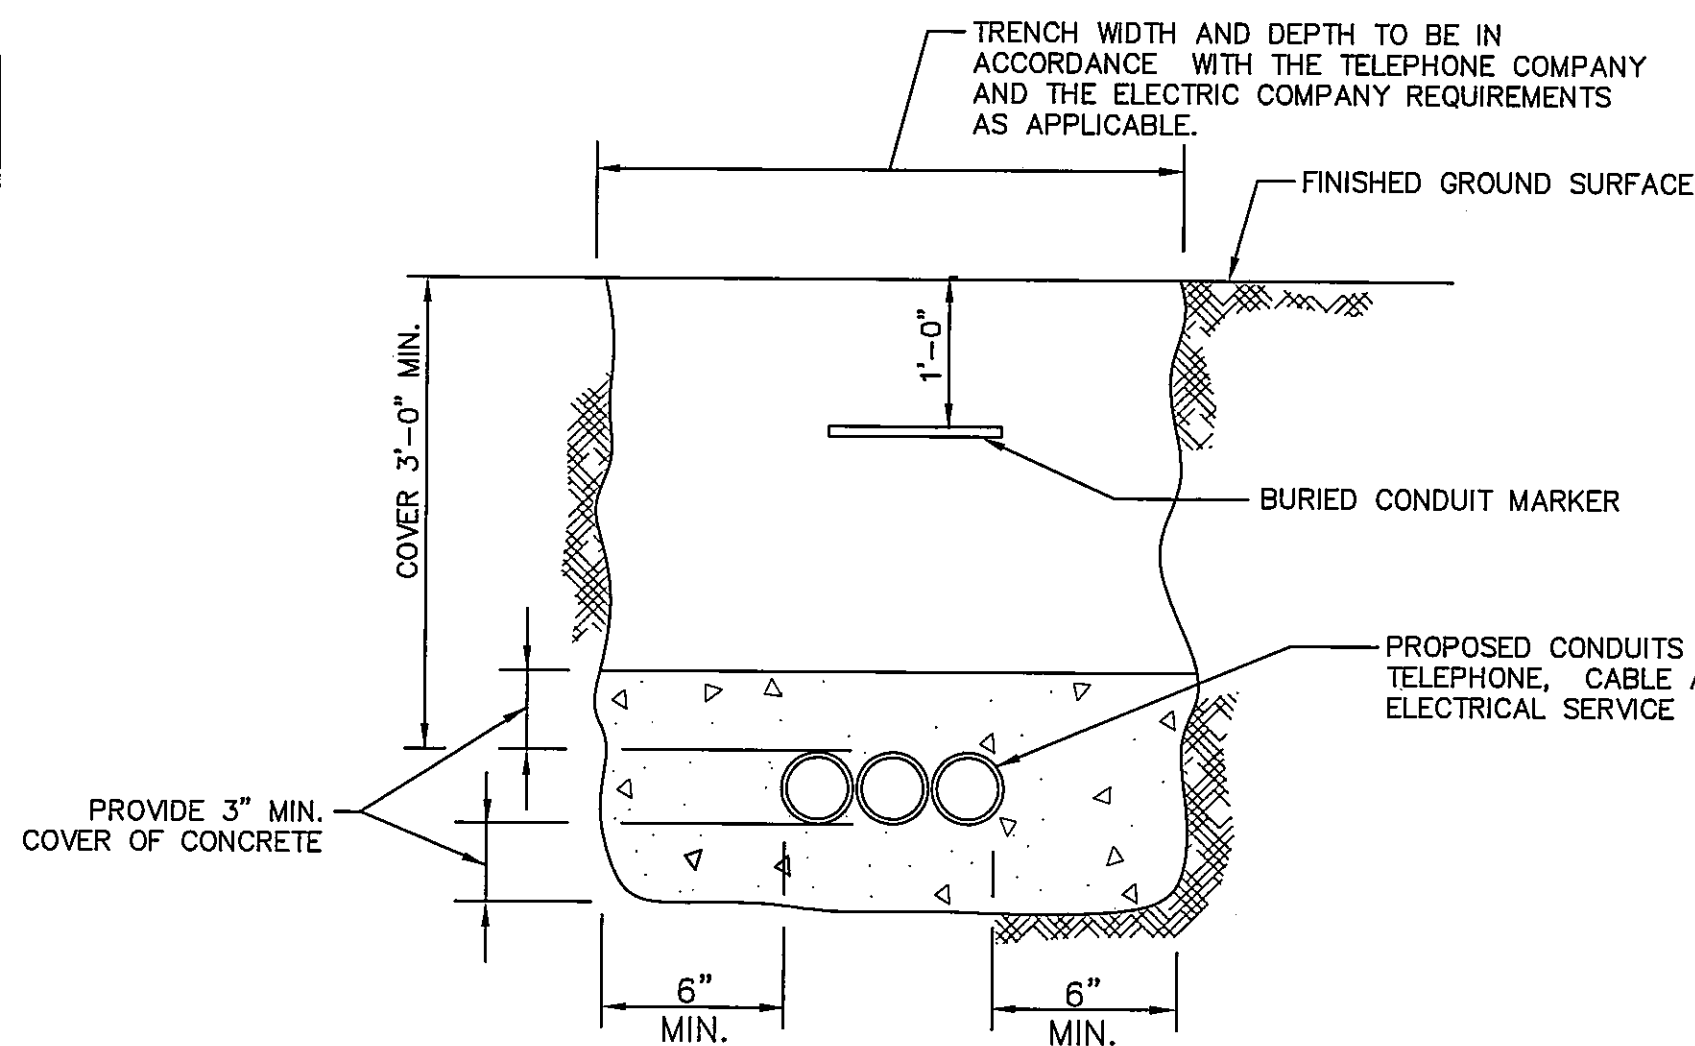 TRENCH WIDTH AND DEPTH TO BE IN
ACCORDANCE WITH THE TELEPHONE COMPANY
AND THE ELECTRIC COMPANY REQUIREMENTS
AS APPLICABLE.
FINISHED GROUND SURFACE
COVER 3'-0" MIN.
1'-0"
BURIED CONDUIT MARKER
PROPOSED CONDUITS
TELEPHONE, CABLE
ELECTRICAL SERVICE
PROVIDE 3" MIN.
COVER OF CONCRETE
6"
MIN.
6"
MIN.